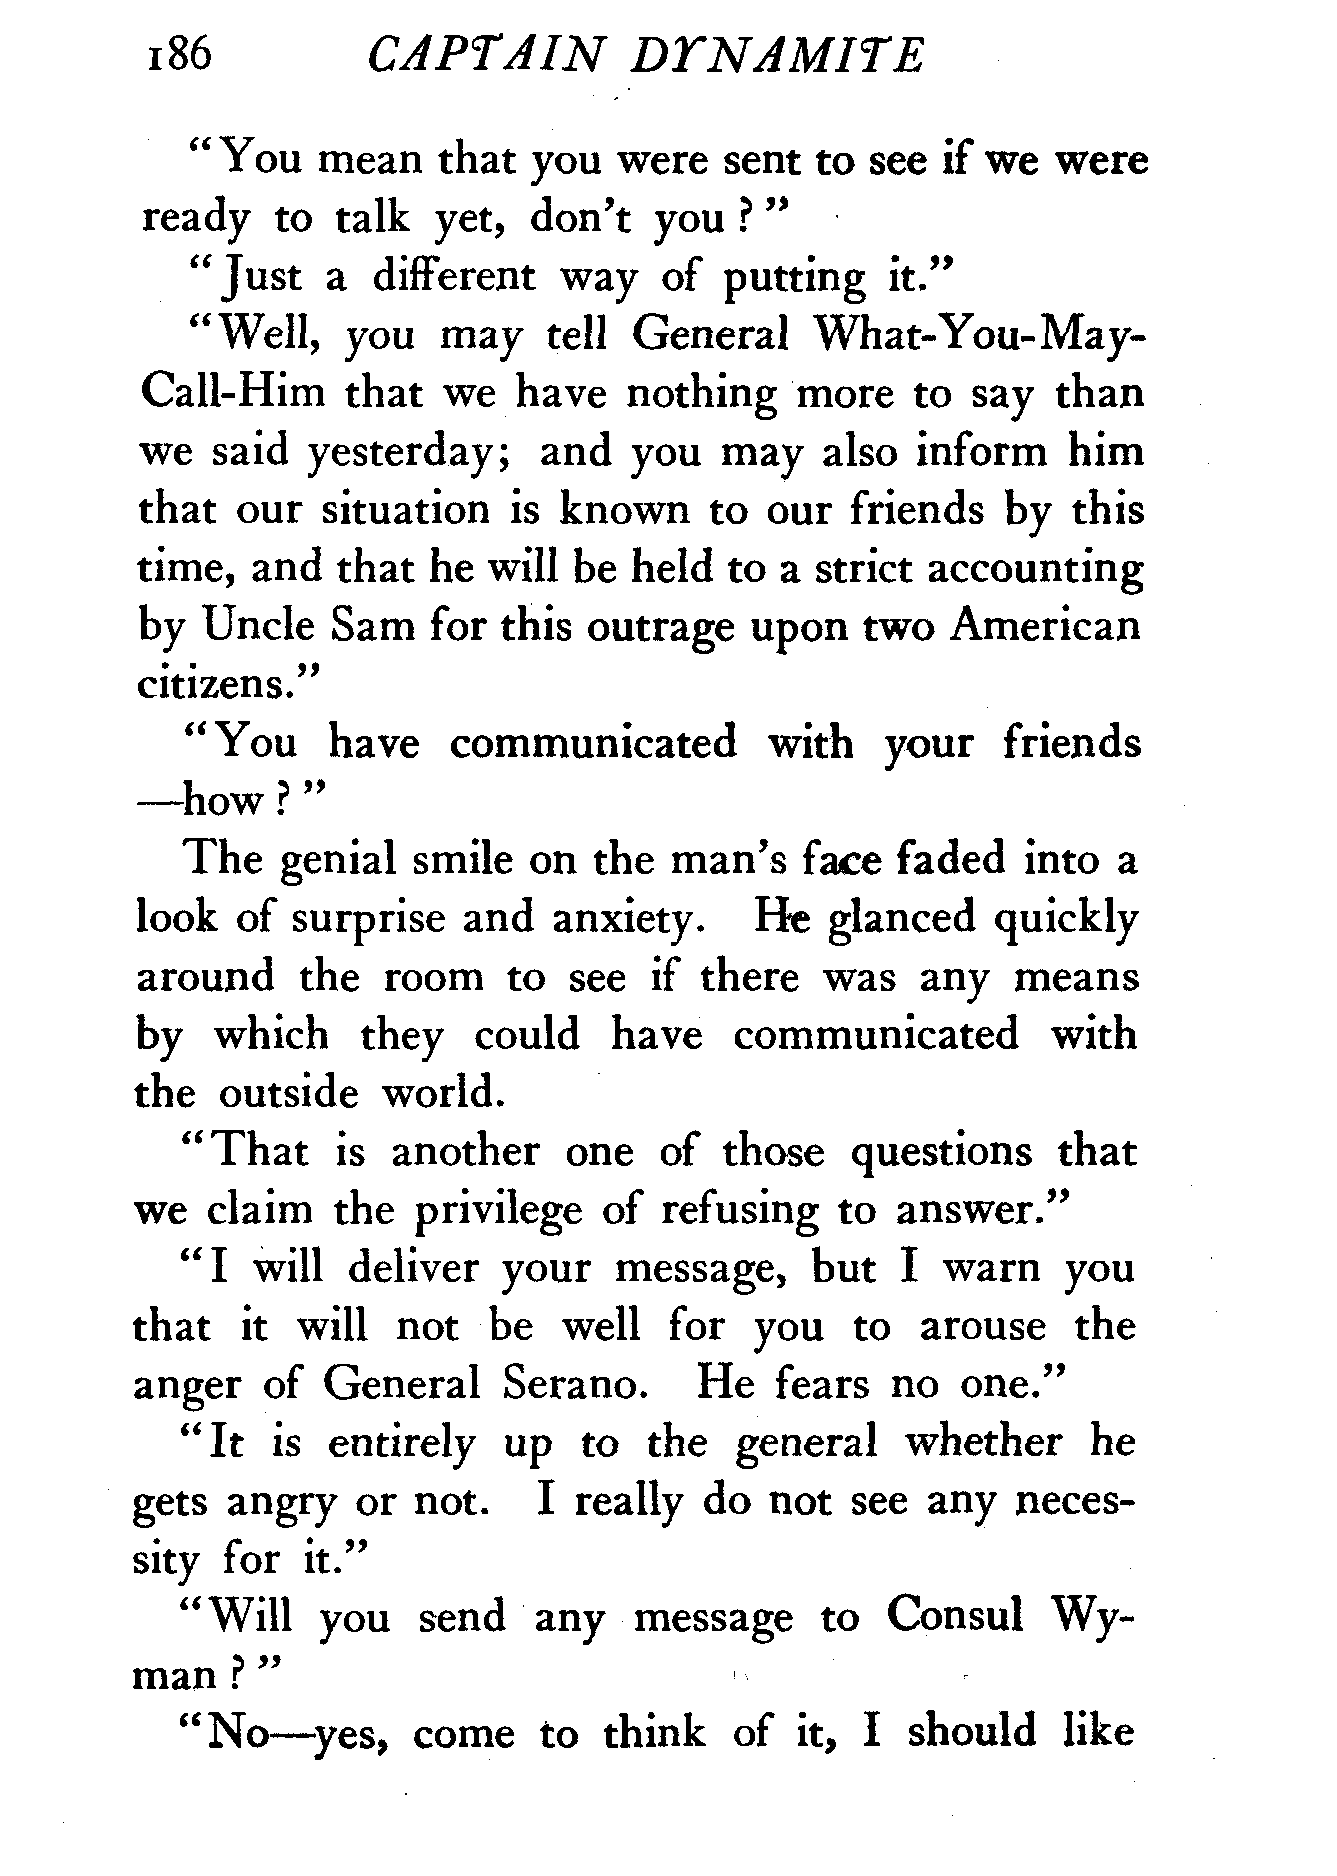 186 CAPTAIN DYNAMITE
“You mean that you were sent to see if we were
ready to talk yet, don’t you?”
“Just a different way of putting it.”
“Well, you may tell General What-You-May-
Call-Him that we have nothing more to say than
we said yesterday; and you may also inform him
that our situation is known to our friends by this
time, and that he will be held to a strict accounting
by Uncle Sam for this outrage upon two American
citizens.”
“You have communicated with your friends
—how?”
The genial smile on the man’s face faded into a
look of surprise and anxiety. He glanced quickly
around the room to see if there was any means
by which they could have communicated with
the outside world.
“That is another one of those questions that
we claim the privilege of refusing to answer.”
“I will deliver your message, but I warn you
that it will not be well for you to arouse the
anger of General Serano. He fears no one.”
“It is entirely up to the general whether he
gets angry or not. I really do not see any neces-
sity for it.”
“Will you send any message to Consul Wy-
man?”
“No—yes, come to think of it, I should like